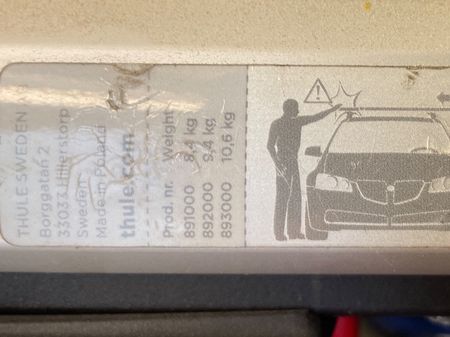 THULE SWEDEN
Borggatan 2
33033 Hillerstorp
Sweden
Made in Poland
thule.com
Prod. nr. Weight
891000 8,4 kg
892000 9,4 kg
893000 10,6 kg